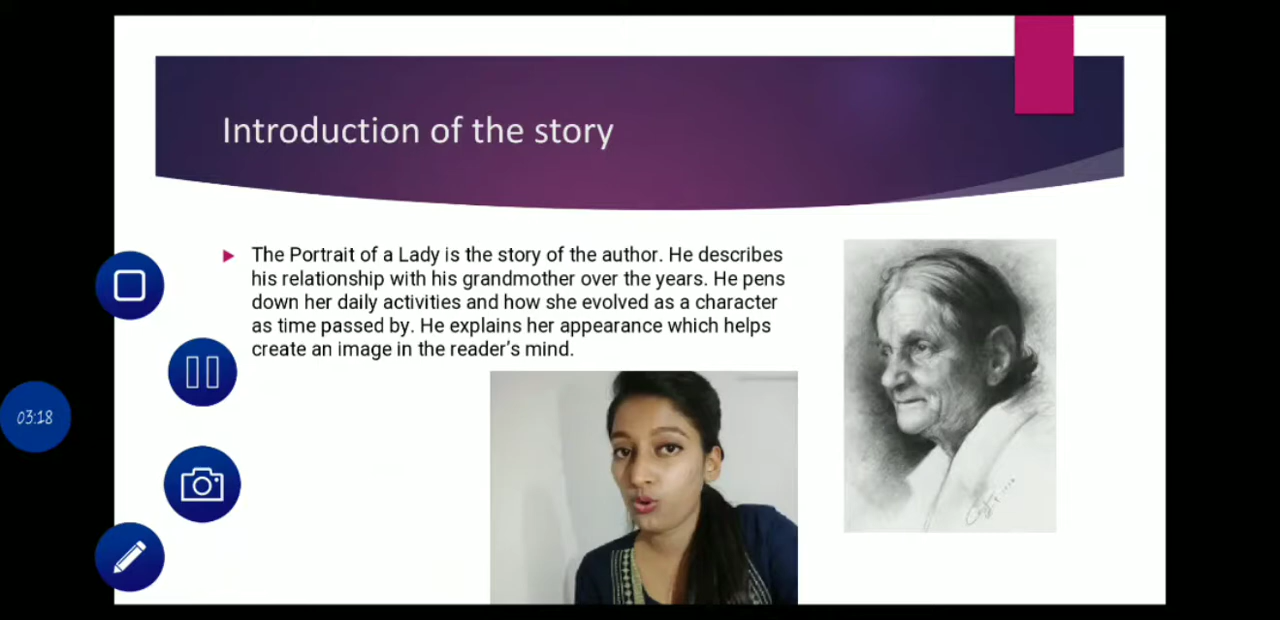 Introduction of the story
The Portrait of a Lady is the story of the author. He describes
his relationship with his grandmother over the years. He pens
down her daily activities and how she evolved as a character
as time passed by. He explains her appearance which helps
create an image in the reader’s mind.
03:18